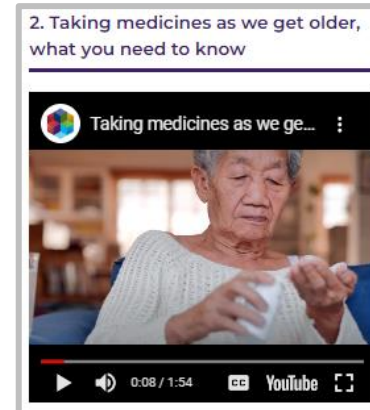 2. Taking medicines as we get older,
what you need to know
Taking medicines as we ge...
0:08 / 1:54
CC
YouTube